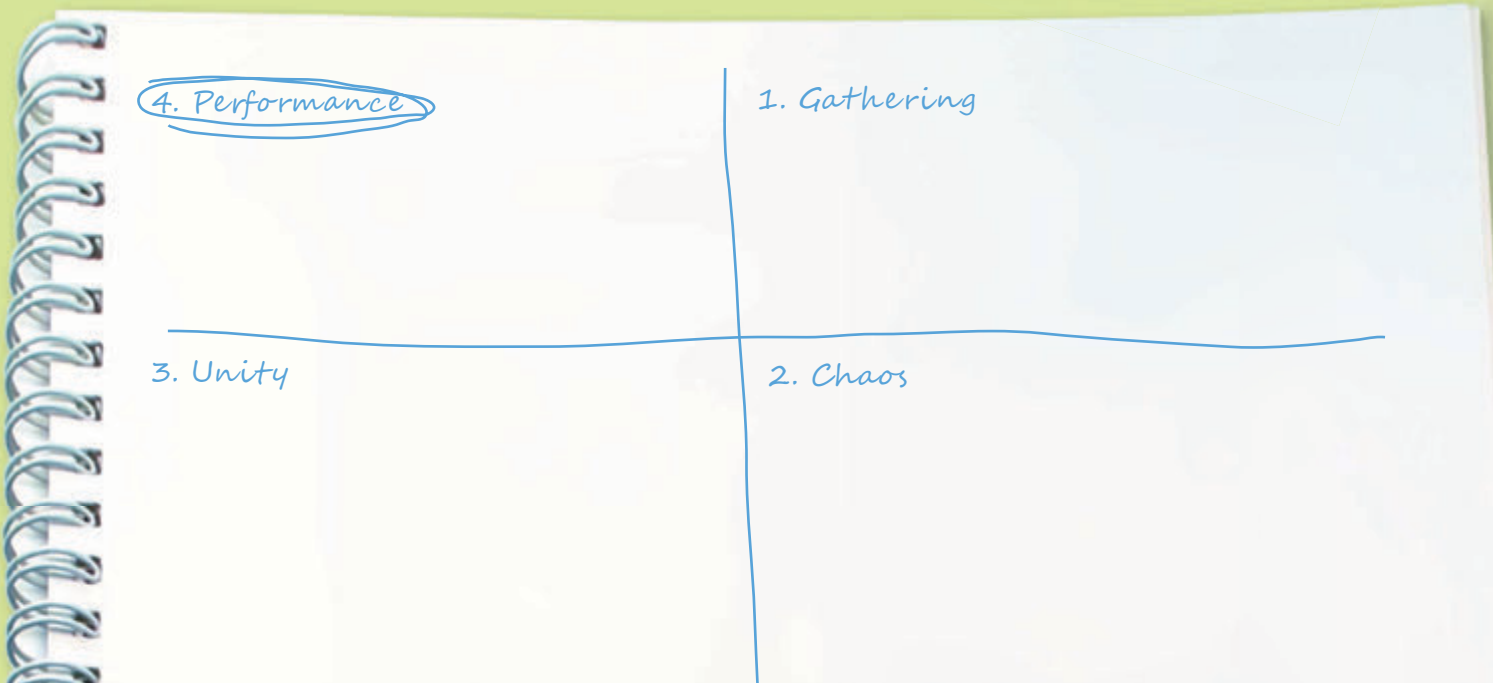 4. Performance
1. Gathering
3. Unity
2. Chaos